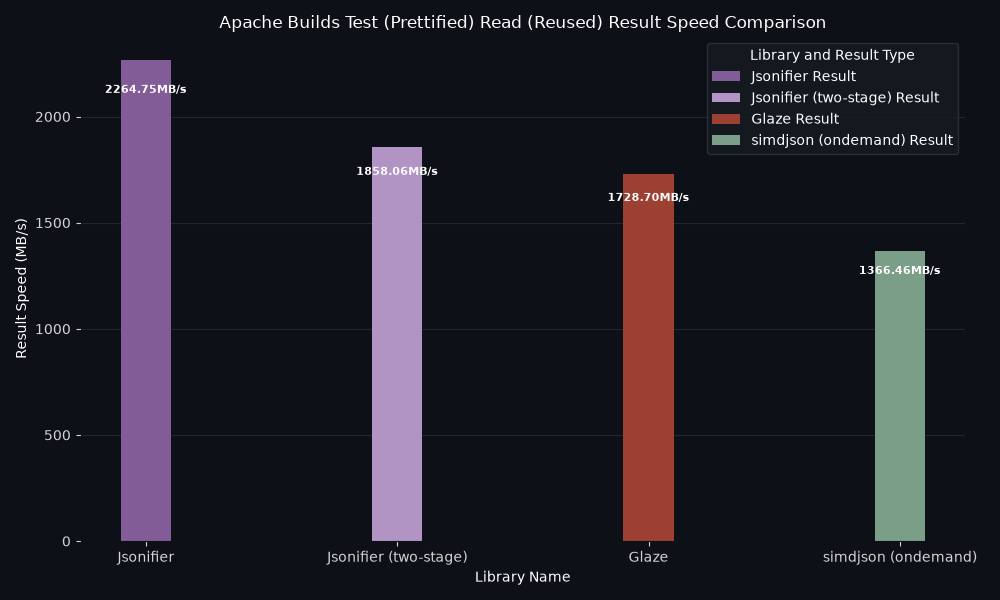 Apache Builds Test (Prettified) Read (Reused) Result Speed Comparison
Library and Result Type
Jsonifier Result
Jsonifier (two-stage) Result
Glaze Result
simdjson (ondemand) Result
2264.75MB/s
1858.06MB/s
1728.70MB/s
1366.46MB/s
Result Speed (MB/s)
2000
1500
1000
500
0
Jsonifier
Jsonifier (two-stage)
Glaze
simdjson (ondemand)
Library Name